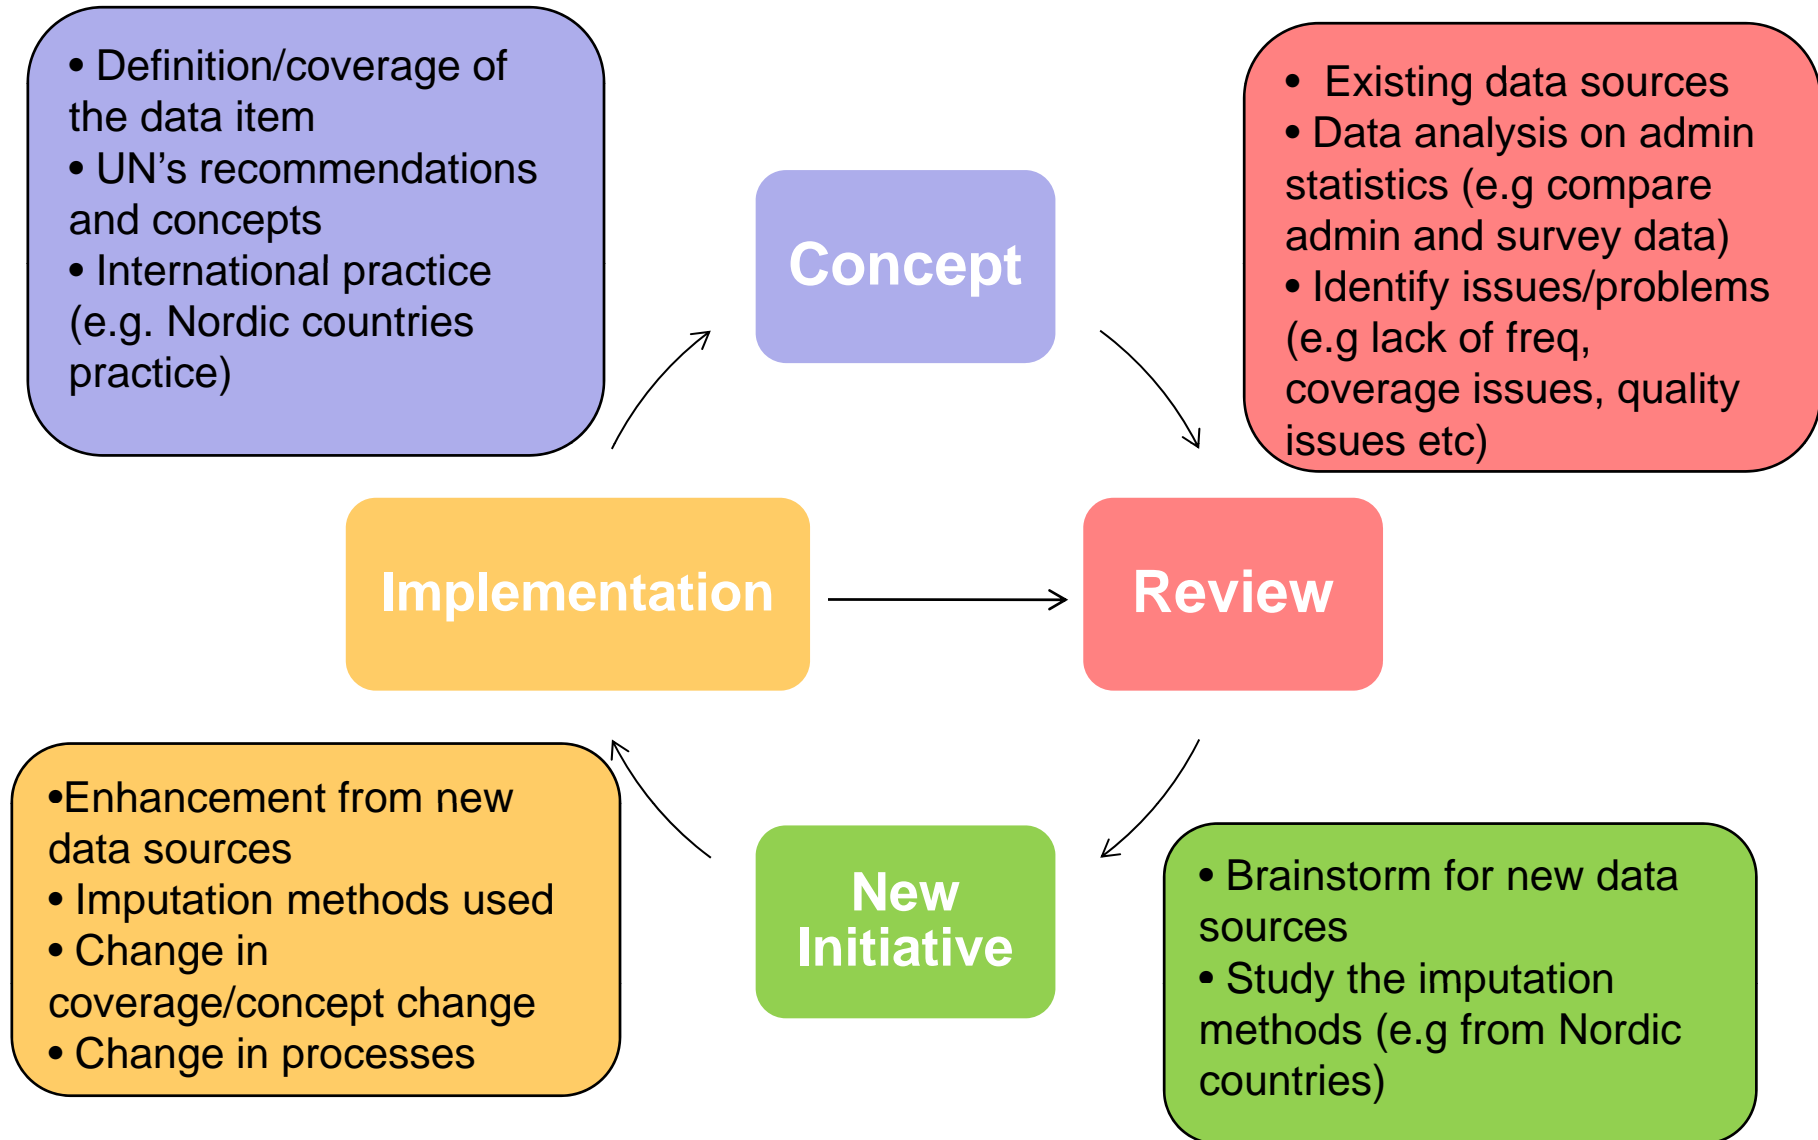 • Definition/coverage of
the data item
• UN's recommendations
and concepts
• International practice
(e.g. Nordic countries
practice)
Concept
• Existing data sources
• Data analysis on admin
statistics (e.g compare
admin and survey data)
• Identify issues/problems
(e.g lack of freq,
coverage issues, quality
issues etc)
Implementation
Review
•Enhancement from new
data sources
• Imputation methods used
• Change in
coverage/concept change
• Change in processes
New
Initiative
• Brainstorm for new data
sources
• Study the imputation
methods (e.g from Nordic
countries)